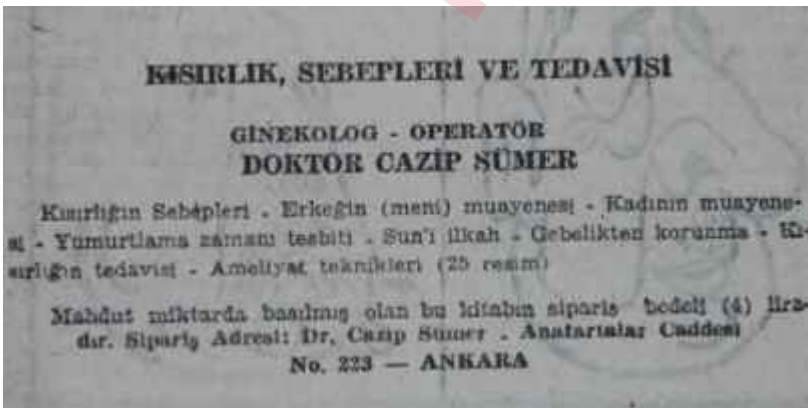 KISIRLIK, SEBEPLERİ VE TEDAVİSİ
GİNEKOLOG - OPERATÖR
DOKTOR CAZİP SÜMER
Kısırlığın Sebepleri - Erkeğin (meni) muayenesi - Kadının muayene-
si - Yumurtlama zamanı tesbiti - Sun'i ilkah - Gebelikten korunma - Kı-
sırlığın tedavisi - Ameliyat teknikleri (25 resim)
Mahdut miktarda basılmış olan bu kitabın sipariş bedeli (4) lira-
dır. Sipariş Adresi: Dr. Cazip Sümer - Anafartalar Caddesi
No. 223 — ANKARA